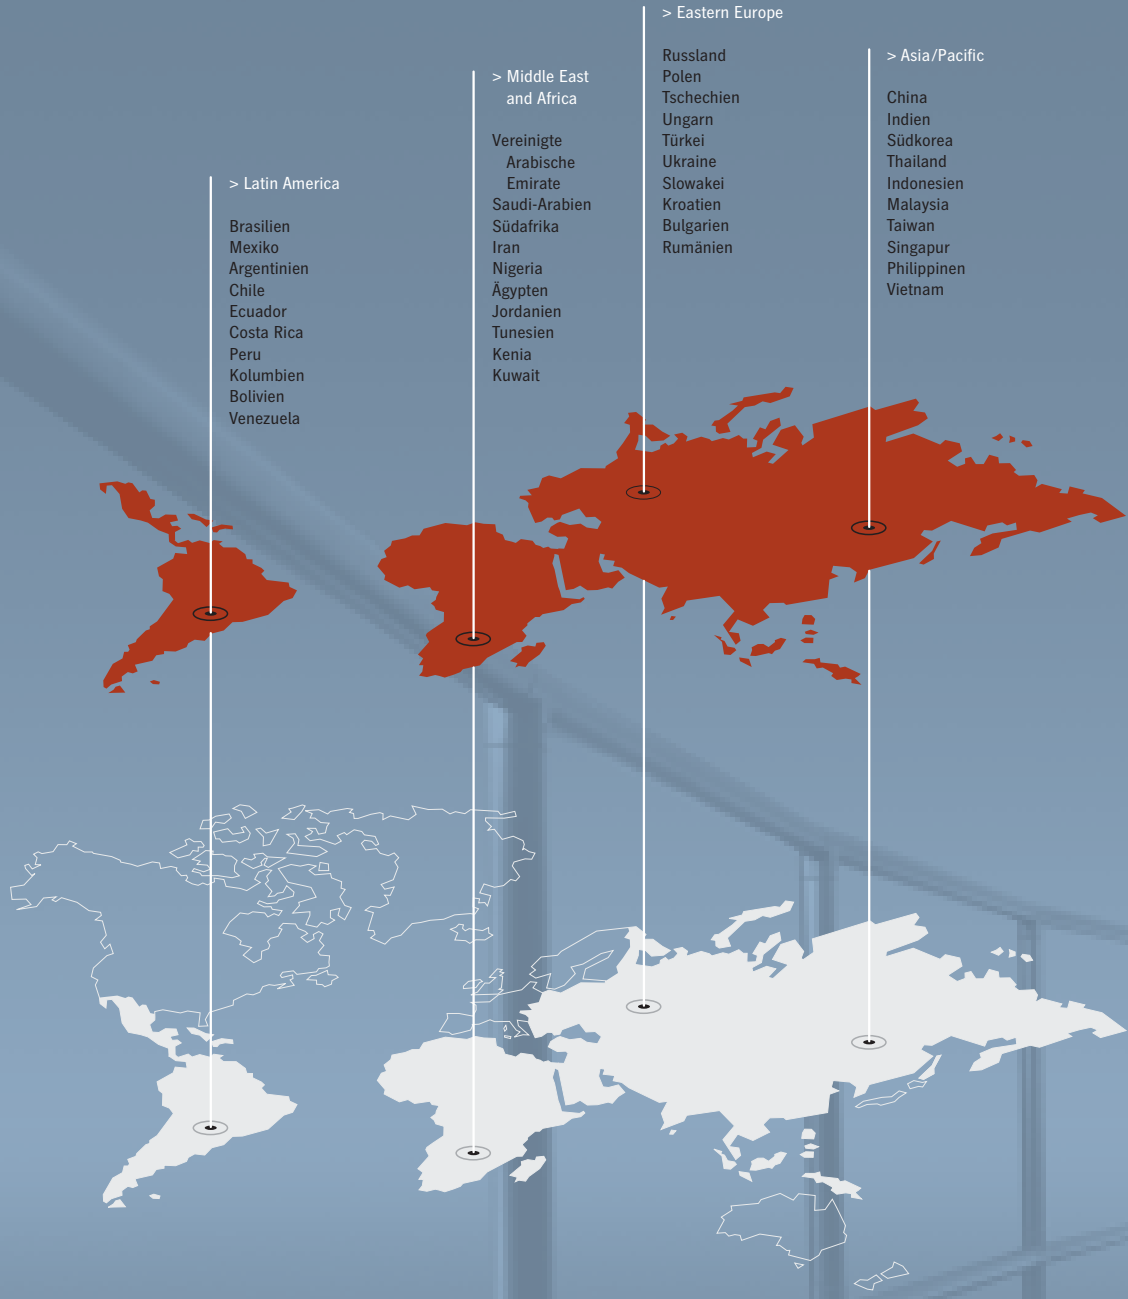 > Eastern Europe
Russland
Polen
Tschechien
Ungarn
Türkei
Ukraine
Slowakei
Kroatien
Bulgarien
Rumänien
> Asia/Pacific
China
Indien
Südkorea
Thailand
Indonesien
Malaysia
Taiwan
Singapur
Philippinen
Vietnam
> Middle East
and Africa
Vereinigte
Arabische
Emirate
Saudi-Arabien
Südafrika
Iran
Nigeria
Ägypten
Jordanien
Tunesien
Kenia
Kuwait
> Latin America
Brasilien
Mexiko
Argentinien
Chile
Ecuador
Costa Rica
Peru
Kolumbien
Bolivien
Venezuela